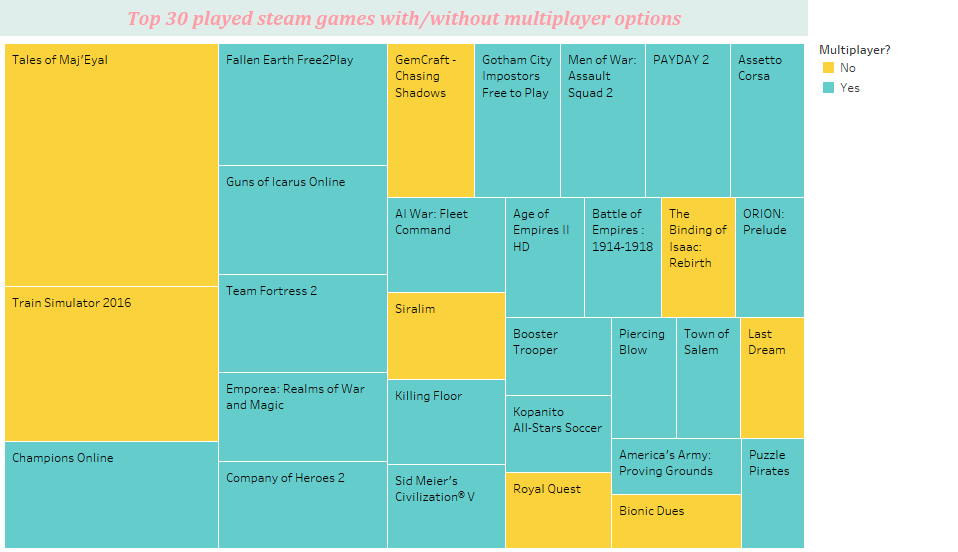 Top 30 played steam games with/without multiplayer options
Tales of Maj'Eyal
Train Simulator 2016
Champions Online
Fallen Earth Free2Play
Guns of Icarus Online
Team Fortress 2
Emporea: Realms of War
and Magic
Company of Heroes 2
GemCraft -
Chasing
Shadows
Gotham City
Impostors
Free to Play
Men of War:
Assault
Squad 2
PAYDAY 2
Assetto
Corsa
AI War: Fleet
Command
Siralim
Killing Floor
Sid Meier's
Civilization® V
Age of
Empires II
HD
Battle of
Empires :
1914-1918
The
Binding of
Isaac:
Rebirth
ORION:
Prelude
Booster
Trooper
Kopanito
All-Stars Soccer
Royal Quest
Piercing
Blow
Town of
Salem
Last
Dream
America's Army:
Proving Grounds
Bionic Dues
Puzzle
Pirates
Multiplayer?
No
Yes